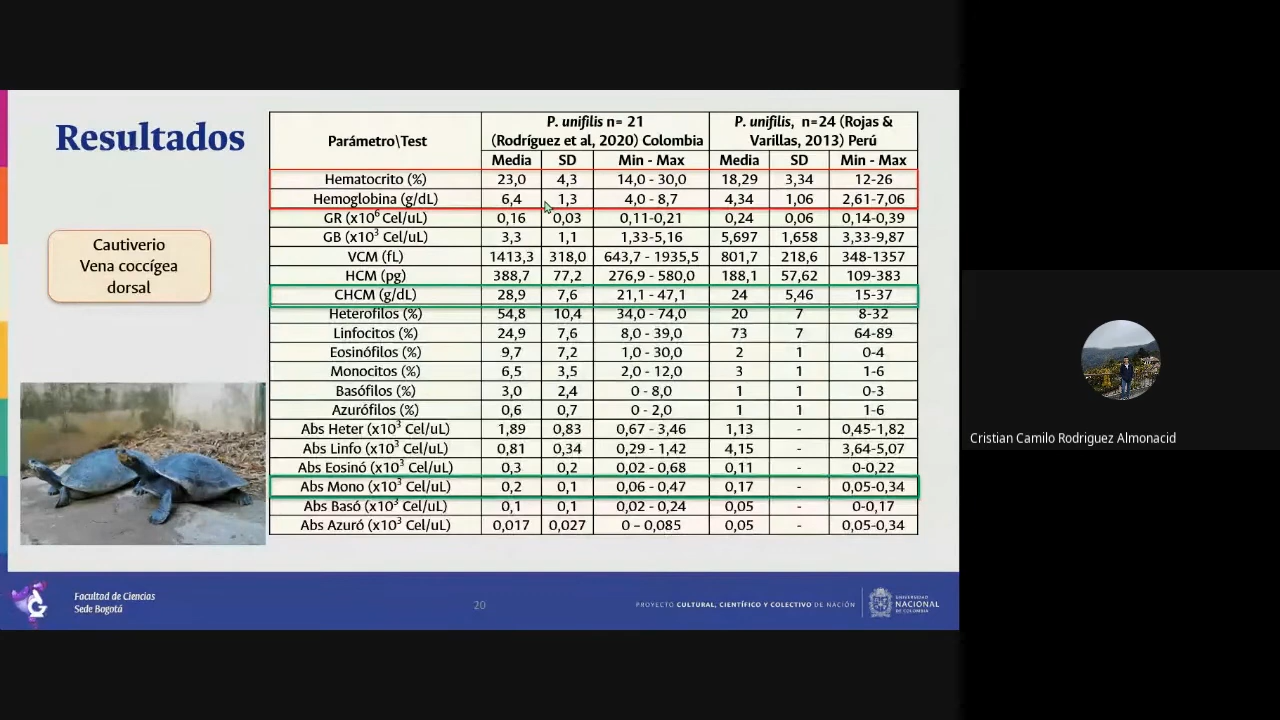 Resultados
Cautiverio
Vena coccígea
dorsal
Parámetro\Test
P. unifilis n= 21
(Rodríguez et al, 2020) Colombia
P. unifilis, n=24 (Rojas &
Varillas, 2013) Perú
Media SD Min - Max Media SD Min - Max
Hematocrito (%) 23,0 4,3 14,0 - 30,0 18,29 3,34 12-26
Hemoglobina (g/dL) 6,4 1,3 4,0 - 8,7 4,34 1,06 2,61-7,06
GR (x10⁶ Cel/uL) 0,16 0,03 0,11-0,21 0,24 0,06 0,14-0,39
GB (x10³ Cel/uL) 3,3 1,1 1,33-5,16 5,697 1,658 3,33-9,87
VCM (fL) 1413,3 318,0 643,7 - 1935,5 801,7 218,6 348-1357
HCM (pg) 388,7 77,2 276,9 - 580,0 188,1 57,62 109-383
CHCM (g/dL) 28,9 7,6 21,1 - 47,1 24 5,46 15-37
Heterofilos (%) 54,8 10,4 34,0 - 74,0 20 7 8-32
Linfocitos (%) 24,9 7,6 8,0 - 39,0 73 7 64-89
Eosinófilos (%) 9,7 7,2 1,0 - 30,0 2 1 0-4
Monocitos (%) 6,5 3,5 2,0 - 12,0 3 1 1-6
Basófilos (%) 3,0 2,4 0 - 8,0 1 1 0-3
Azurófilos (%) 0,6 0,7 0 - 2,0 1 1 1-6
Abs Heter (x10³ Cel/uL) 1,89 0,83 0,67 - 3,46 1,13 - 0,45-1,82
Abs Linfo (x10³ Cel/uL) 0,81 0,34 0,29 - 1,42 4,15 - 3,64-5,07
Abs Eosinó (x10³ Cel/uL) 0,3 0,2 0,02 - 0,68 0,11 - 0-0,22
Abs Mono (x10³ Cel/uL) 0,2 0,1 0,06 - 0,47 0,17 - 0,05-0,34
Abs Basó (x10³ Cel/uL) 0,1 0,1 0,02 - 0,24 0,05 - 0-0,17
Abs Azuró (x10³ Cel/uL) 0,017 0,027 0 – 0,085 0,05 - 0,05-0,34
Facultad de Ciencias
Sede Bogotá
20
PROYECTO CULTURAL, CIENTÍFICO Y COLECTIVO DE NACIÓN
UNIVERSIDAD
NACIONAL
DE COLOMBIA
Cristian Camilo Rodriguez Almonacid